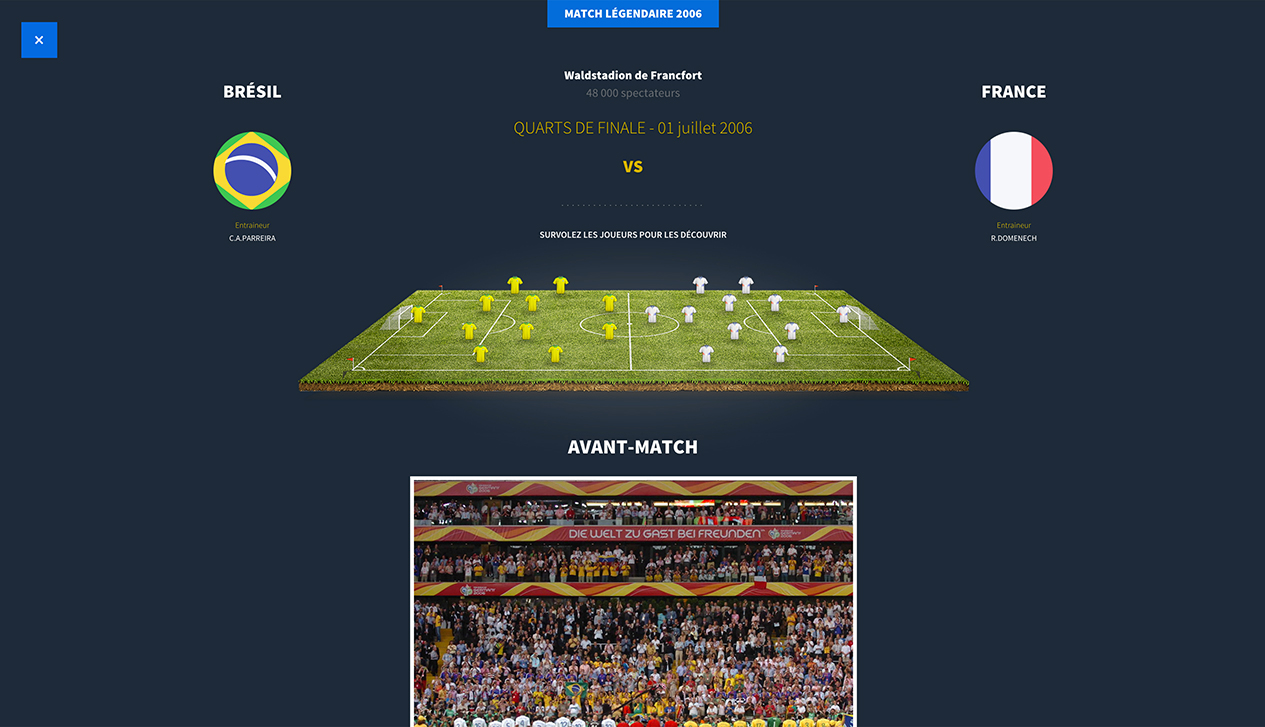 MATCH LÉGENDAIRE 2006
×
Waldstadion de Francfort
48 000 spectateurs
BRÉSIL
FRANCE
QUARTS DE FINALE - 01 juillet 2006
VS
Entraineur
C.A.PARREIRA
Entraineur
R.DOMENECH
SURVOLEZ LES JOUEURS POUR LES DÉCOUVRIR
AVANT-MATCH
DIE WELT ZU GAST BEI FREUNDEN™